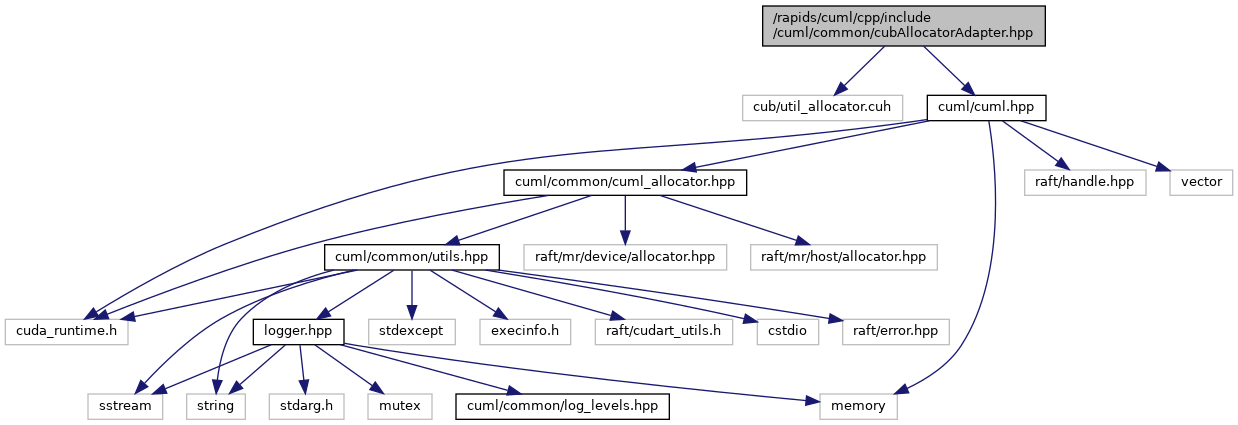 /rapids/cuml/cpp/include
/cuml/common/cubAllocatorAdapter.hpp
cub/util_allocator.cuh
cuml/cuml.hpp
cuml/common/cuml_allocator.hpp
raft/handle.hpp
vector
cuml/common/utils.hpp
raft/mr/device/allocator.hpp
raft/mr/host/allocator.hpp
cuda_runtime.h
logger.hpp
stdexcept
execinfo.h
raft/cudart_utils.h
cstdio
raft/error.hpp
sstream
string
stdarg.h
mutex
cuml/common/log_levels.hpp
memory